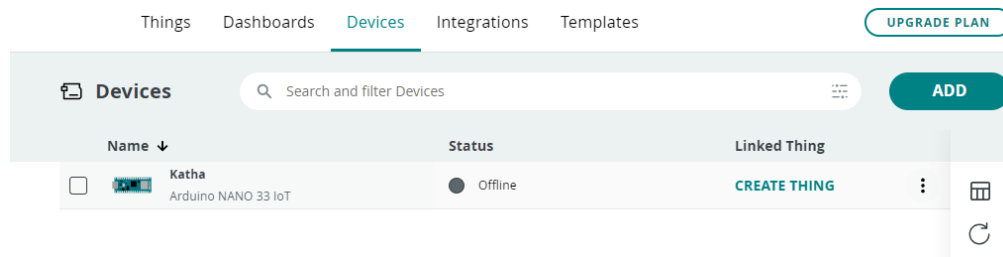 Things Dashboards Devices Integrations Templates UPGRADE PLAN
Devices Search and filter Devices ADD
Name Status Linked Thing
Katha
Arduino NANO 33 IoT Offline CREATE THING